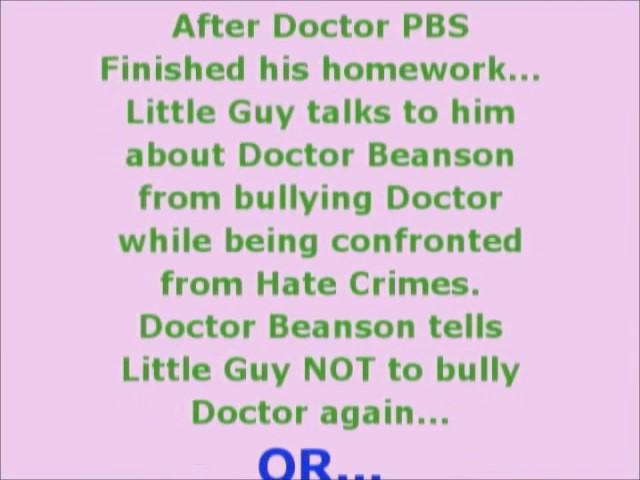 After Doctor PBS
Finished his homework...
Little Guy talks to him
about Doctor Beanson
from bullying Doctor
while being confronted
from Hate Crimes.
Doctor Beanson tells
Little Guy NOT to bully
Doctor again...
OR...